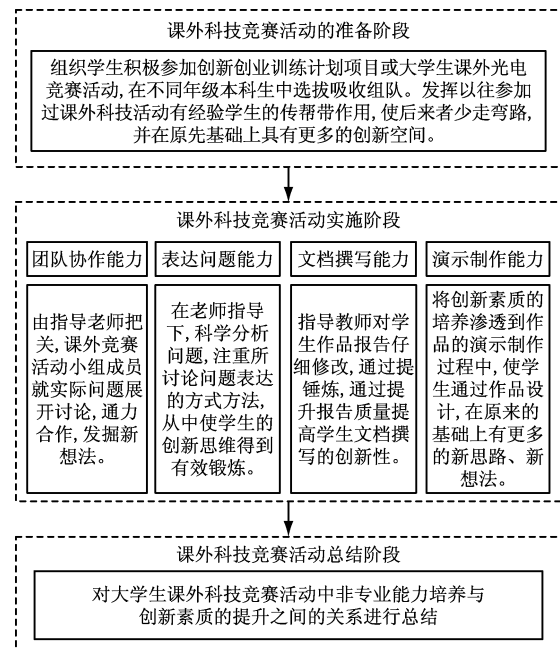 课外科技竞赛活动的准备阶段
组织学生积极参加创新创业训练计划项目或大学生课外光电
竞赛活动,在不同年级本科生中选拔吸收组队。发挥以往参加
过课外科技活动有经验学生的传帮带作用,使后来者少走弯路,
并在原先基础上具有更多的创新空间。
课外科技竞赛活动实施阶段
团队协作能力
由指导老师把
关,课外竞赛
活动小组成员
就实际问题展
开讨论,通力
合作,发掘新
想法。
表达问题能力
在老师指导
下,科学分析
问题,注重所
讨论问题表达
的方式方法,
从中使学生的
创新思维得到
有效锻炼。
文档撰写能力
指导教师对学
生作品报告仔
细修改,通过提
锤炼,通过提
升报告质量提
高学生文档撰
写的创新性。
演示制作能力
将创新素质的
培养渗透到作
品的演示制作
过程中,使学
生通过作品设
计,在原来的
基础上有更多
的新思路、新
想法。
课外科技竞赛活动总结阶段
对大学生课外科技竞赛活动中非专业能力培养与
创新素质的提升之间的关系进行总结